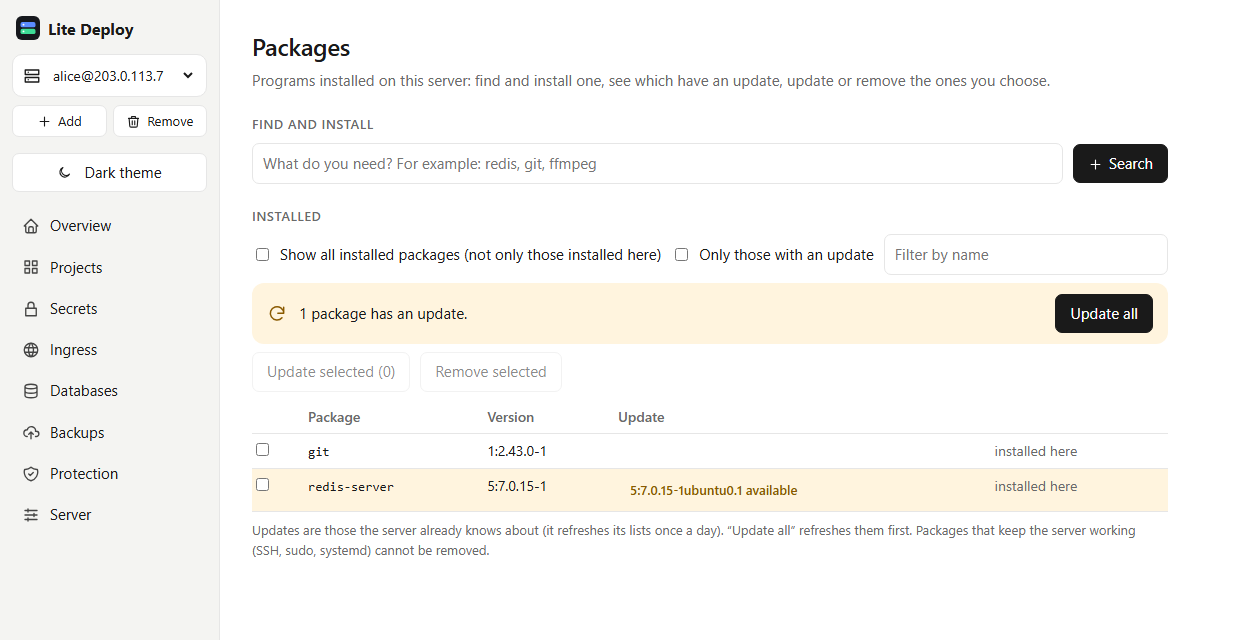 Lite Deploy
alice@203.0.113.7
Add
Remove
Dark theme
Overview
Projects
Secrets
Ingress
Databases
Backups
Protection
Server
Packages
Programs installed on this server: find and install one, see which have an update, update or remove the ones you choose.
FIND AND INSTALL
What do you need? For example: redis, git, ffmpeg
Search
INSTALLED
Show all installed packages (not only those installed here)
Only those with an update
Filter by name
1 package has an update.
Update all
Update selected (0)
Remove selected
Package Version Update
git 1:2.43.0-1 installed here
redis-server 5:7.0.15-1 5:7.0.15-1ubuntu0.1 available installed here
Updates are those the server already knows about (it refreshes its lists once a day). “Update all” refreshes them first. Packages that keep the server working
(SSH, sudo, systemd) cannot be removed.